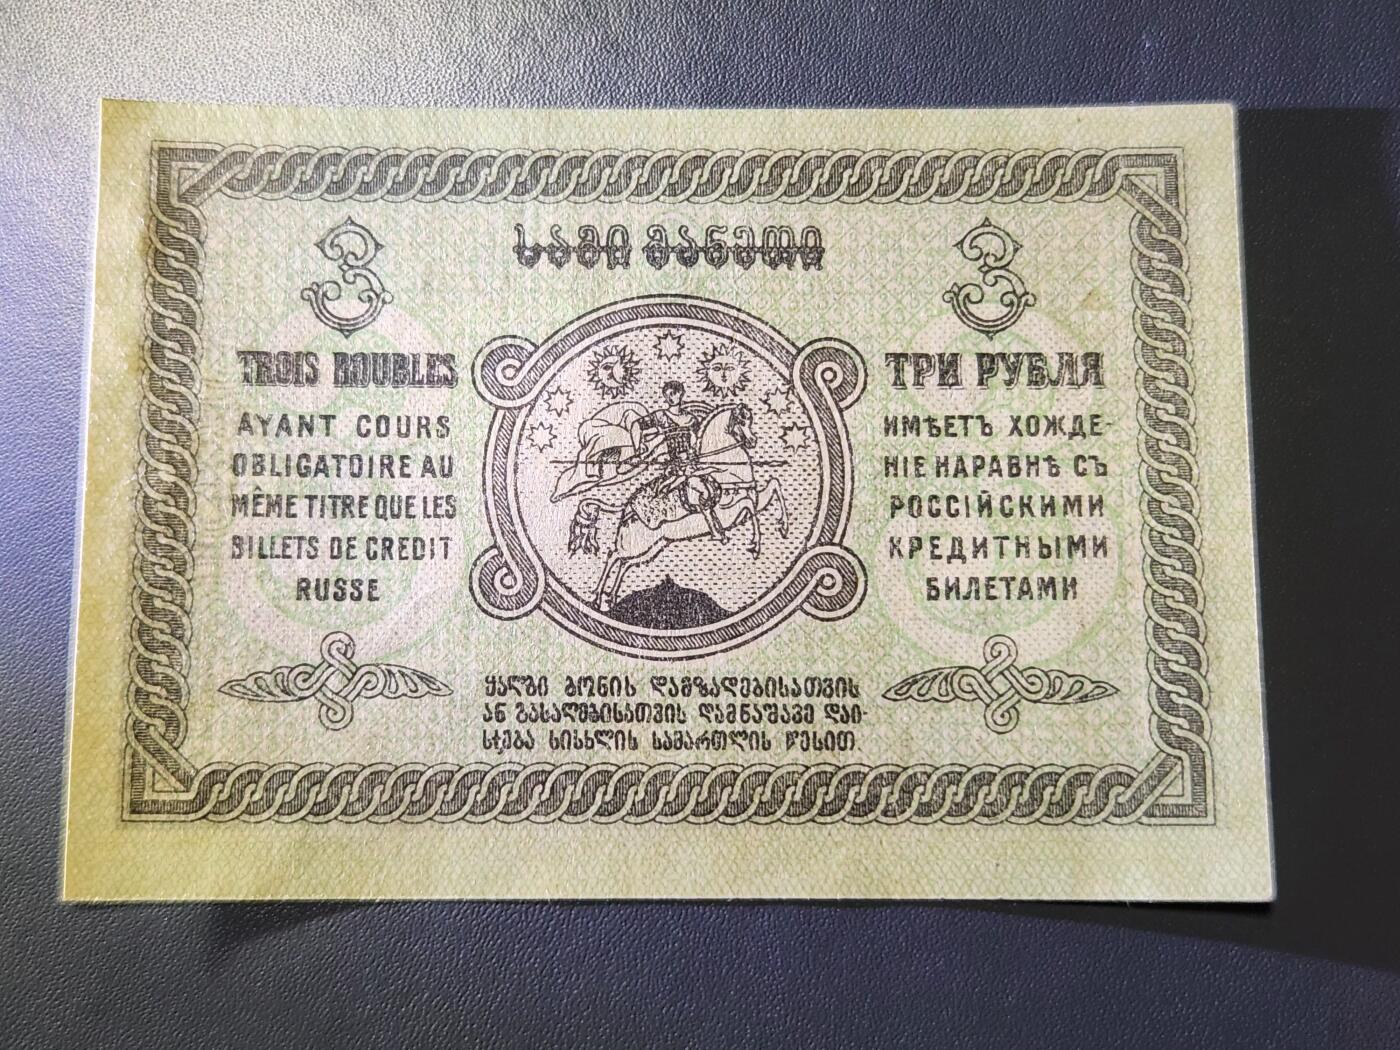 სამი მანეთი
3
TROIS ROUBLES
AYANT COURS
OBLIGATOIRE AU
MÊME TITRE QUE LES
BILLETS DE CREDIT
RUSSE
3
ТРИ РУБЛЯ
ИМѢЕТЪ ХОЖДЕ-
НІЕ НАРАВНѢ СЪ
РОССІЙСКИМИ
КРЕДИТНЫМИ
БИЛЕТАМИ
ყალბი ბონის დამზადებისათვის
ან გასაღებისათვის დამნაშავე დაი-
სჯება სისხლის სამართლის წესით.